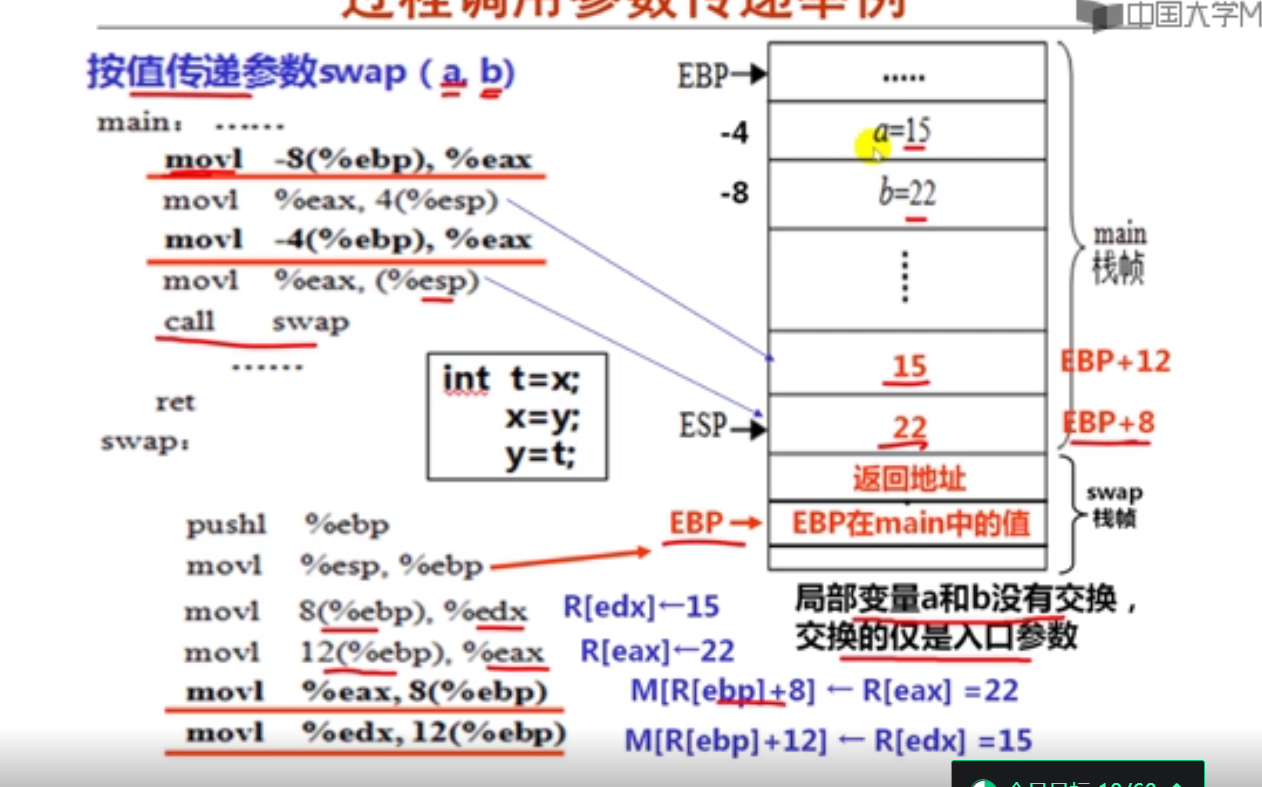 过程调用参数传递举例
中国大学M
按值传递参数swap（a, b)
main： ……
movl -8(%ebp), %eax
movl %eax, 4(%esp)
movl -4(%ebp), %eax
movl %eax, (%esp)
call swap
……
ret
swap：
pushl %ebp
movl %esp, %ebp
movl 8(%ebp), %edx
movl 12(%ebp), %eax
movl %eax, 8(%ebp)
movl %edx, 12(%ebp)
int t=x;
x=y;
y=t;
R[edx]←15
R[eax]←22
M[R[ebp]+8] ← R[eax] =22
M[R[ebp]+12] ← R[edx] =15
EBP
.....
-4
a=15
-8
b=22
main
栈帧
15
EBP+12
ESP
22
EBP+8
返回地址
swap
栈帧
EBP
EBP在main中的值
局部变量a和b没有交换，
交换的仅是入口参数